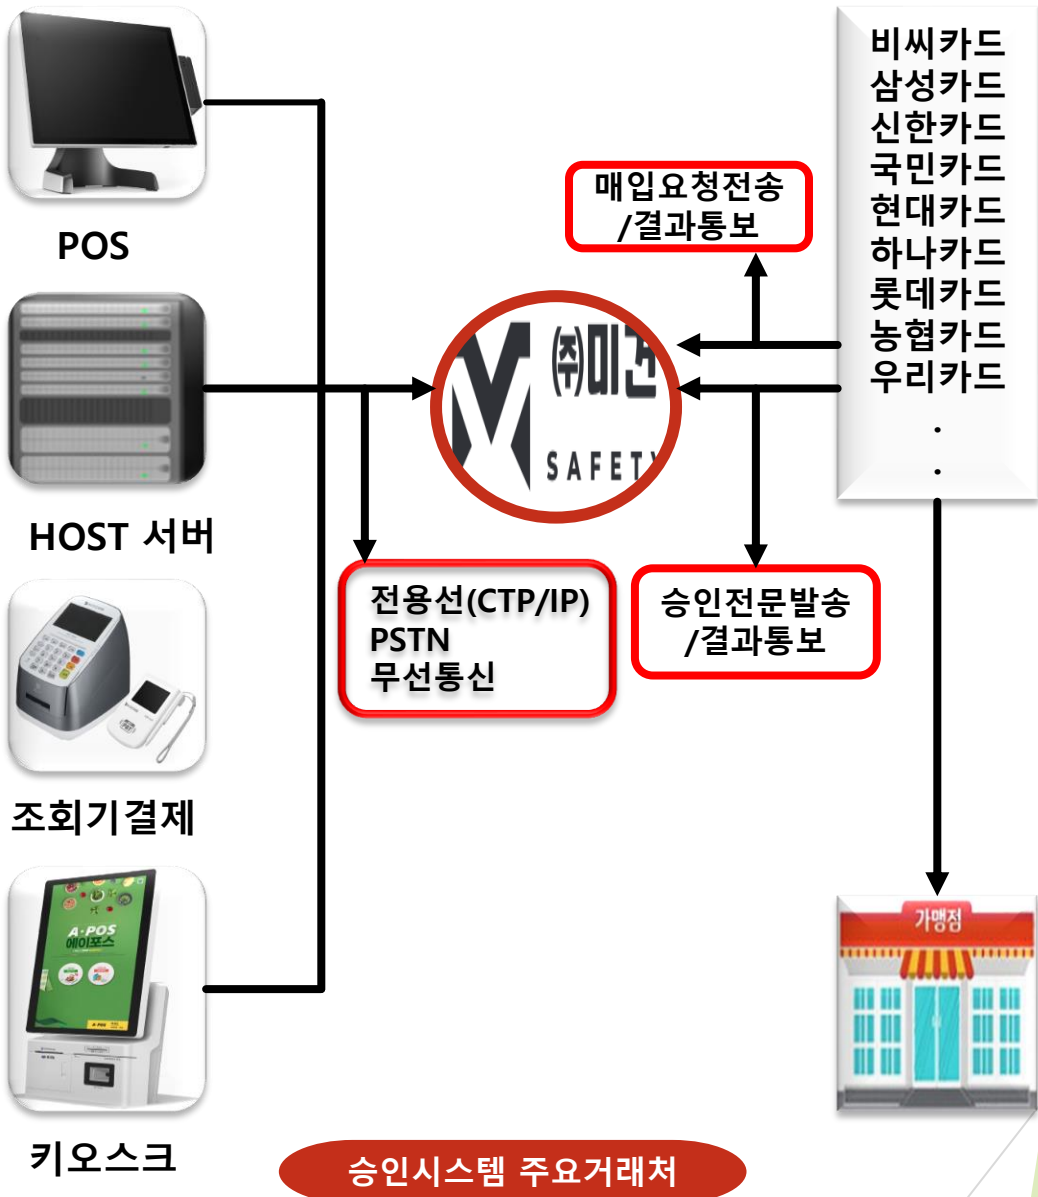 비씨카드
삼성카드
신한카드
국민카드
현대카드
하나카드
롯데카드
농협카드
우리카드
.
.
매입요청전송
/결과통보
POS
㈜미건
SAFETY
HOST 서버
전용선(CTP/IP)
PSTN
무선통신
승인전문발송
/결과통보
조회기결제
A·POS
에이포스
가맹점
키오스크
승인시스템 주요거래처